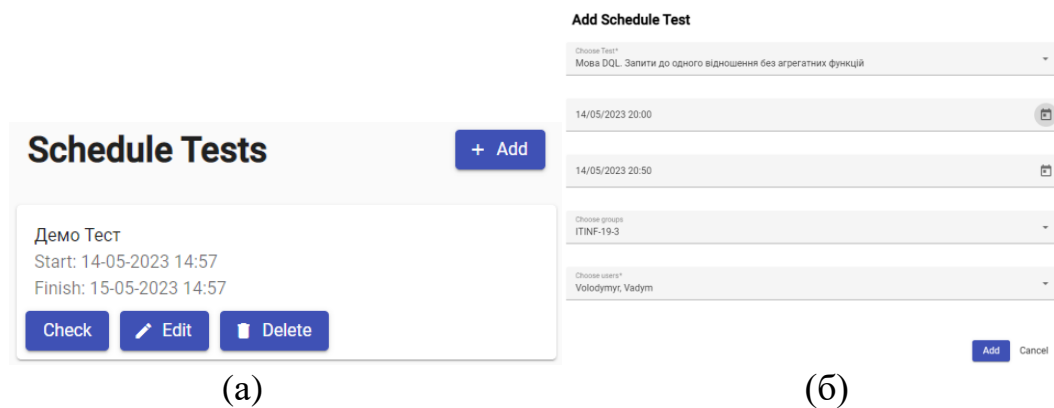 Schedule Tests
+ Add
Демо Тест
Start: 14-05-2023 14:57
Finish: 15-05-2023 14:57
Check
Edit
Delete
(а)
Add Schedule Test
Choose Test*
Мова DQL. Запити до одного відношення без агрегатних функцій
14/05/2023 20:00
14/05/2023 20:50
Choose groups
ITINF-19-3
Choose users*
Volodymyr, Vadym
Add
Cancel
(б)